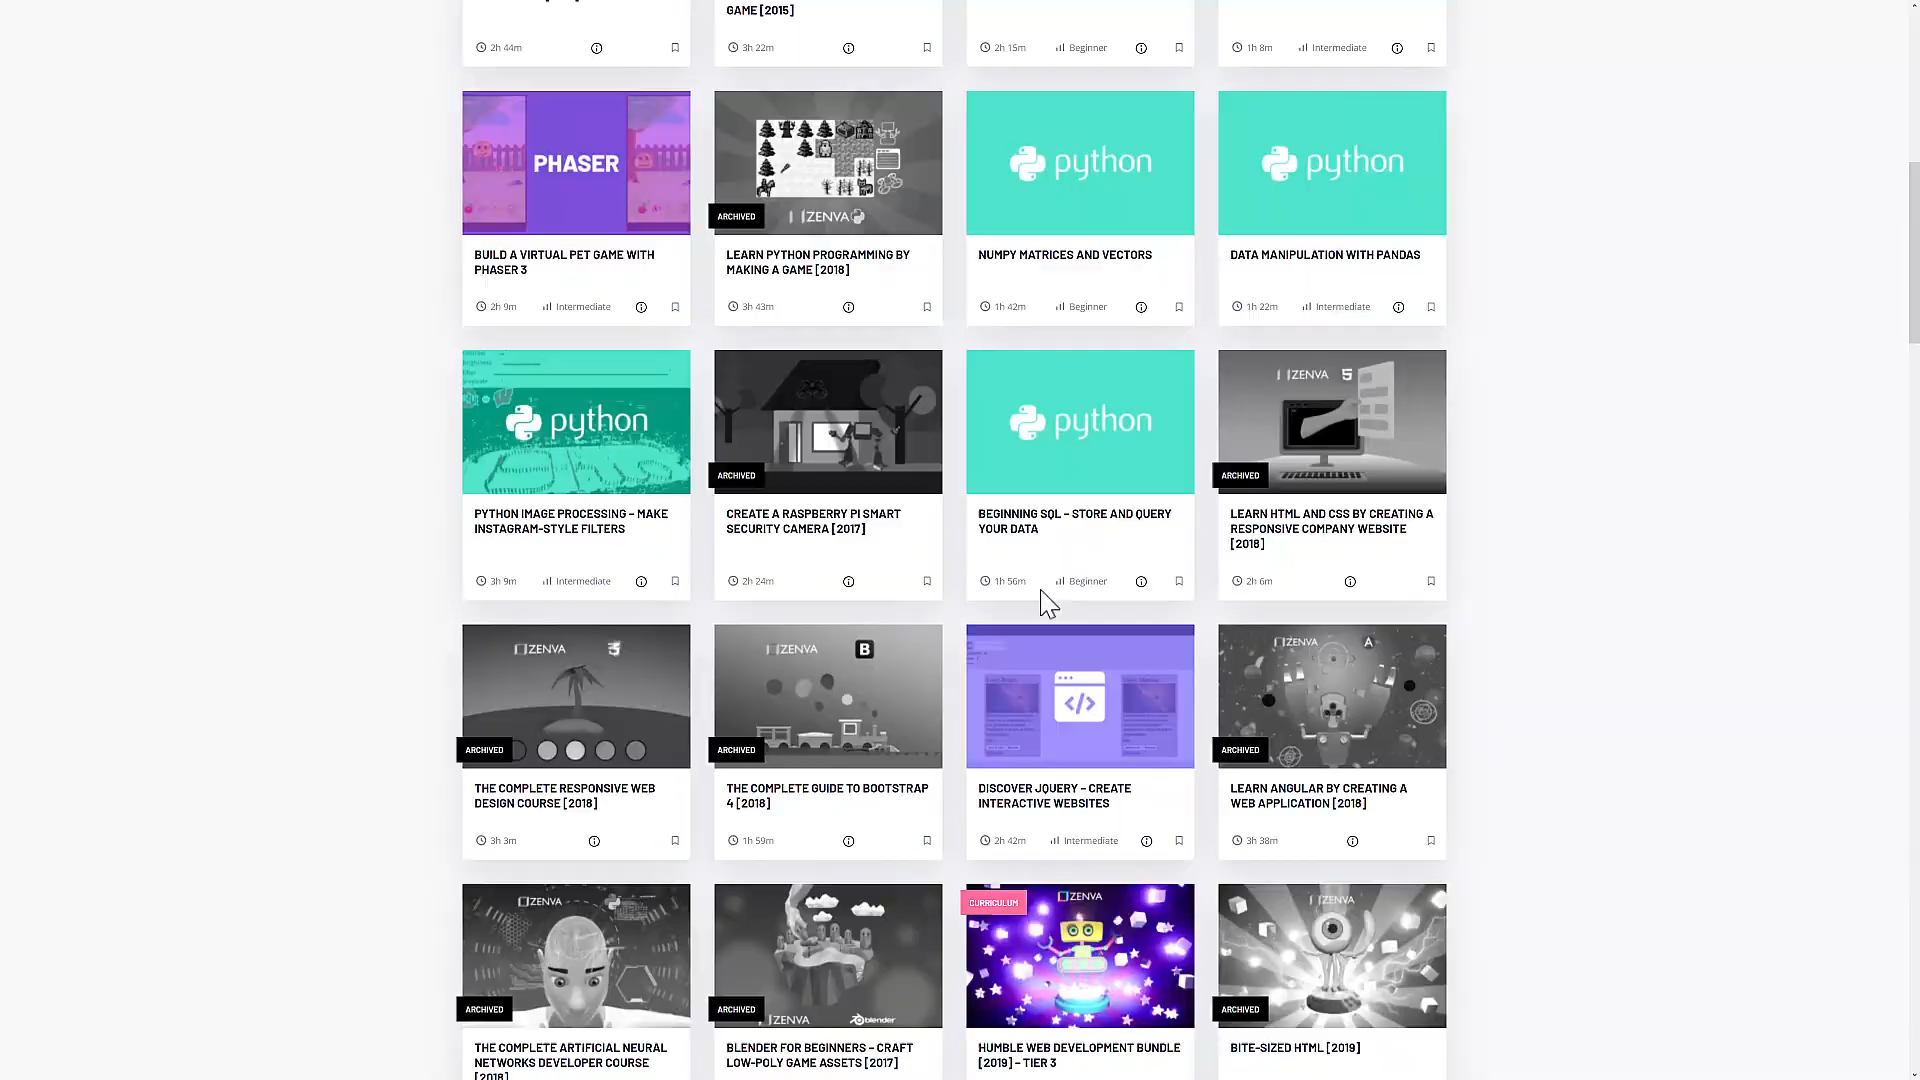 GAME [2015]
2h 44m
3h 22m
2h 15m Beginner
1h 8m Intermediate
PHASER
ARCHIVED
ZENVA
python
python
BUILD A VIRTUAL PET GAME WITH
PHASER 3
LEARN PYTHON PROGRAMMING BY
MAKING A GAME [2018]
NUMPY MATRICES AND VECTORS
DATA MANIPULATION WITH PANDAS
2h 9m Intermediate
3h 43m
1h 42m Beginner
1h 22m Intermediate
python
ARCHIVED
python
ZENVA 5
ARCHIVED
PYTHON IMAGE PROCESSING – MAKE
INSTAGRAM-STYLE FILTERS
CREATE A RASPBERRY PI SMART
SECURITY CAMERA [2017]
BEGINNING SQL – STORE AND QUERY
YOUR DATA
LEARN HTML AND CSS BY CREATING A
RESPONSIVE COMPANY WEBSITE
[2018]
3h 9m Intermediate
2h 24m
1h 56m Beginner
2h 6m
ZENVA
ARCHIVED
ZENVA B
ARCHIVED
</>
ZENVA A
ARCHIVED
THE COMPLETE RESPONSIVE WEB
DESIGN COURSE [2018]
THE COMPLETE GUIDE TO BOOTSTRAP
4 [2018]
DISCOVER JQUERY – CREATE
INTERACTIVE WEBSITES
LEARN ANGULAR BY CREATING A
WEB APPLICATION [2018]
3h 3m
1h 59m
2h 42m Intermediate
3h 38m
ZENVA
ARCHIVED
ARCHIVED
ZENVA blender
CURRICULUM
ZENVA
ZENVA
ARCHIVED
THE COMPLETE ARTIFICIAL NEURAL
NETWORKS DEVELOPER COURSE
[2018]
BLENDER FOR BEGINNERS – CRAFT
LOW-POLY GAME ASSETS [2017]
HUMBLE WEB DEVELOPMENT BUNDLE
[2019] – TIER 3
BITE-SIZED HTML [2019]